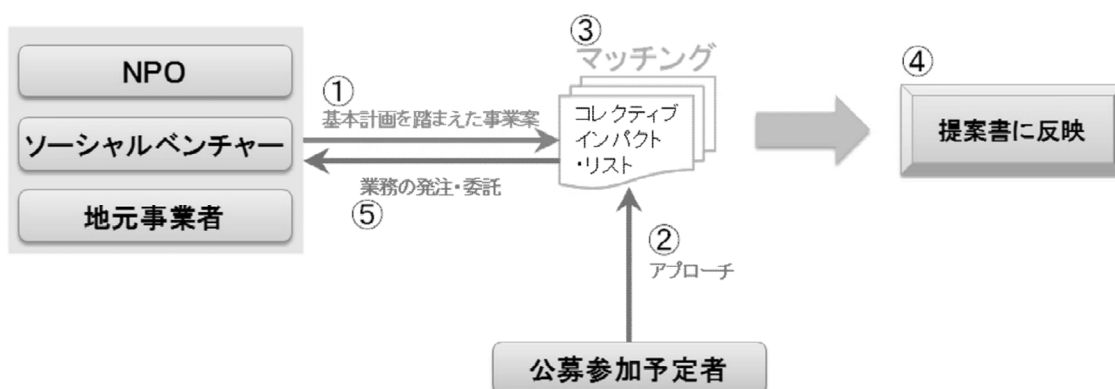 NPO
ソーシャルベンチャー
地元事業者
①
基本計画を踏まえた事業案
業務の発注・委託
⑤
③
マッチング
コレクティブ
インパクト
・リスト
②
アプローチ
公募参加予定者
④
提案書に反映